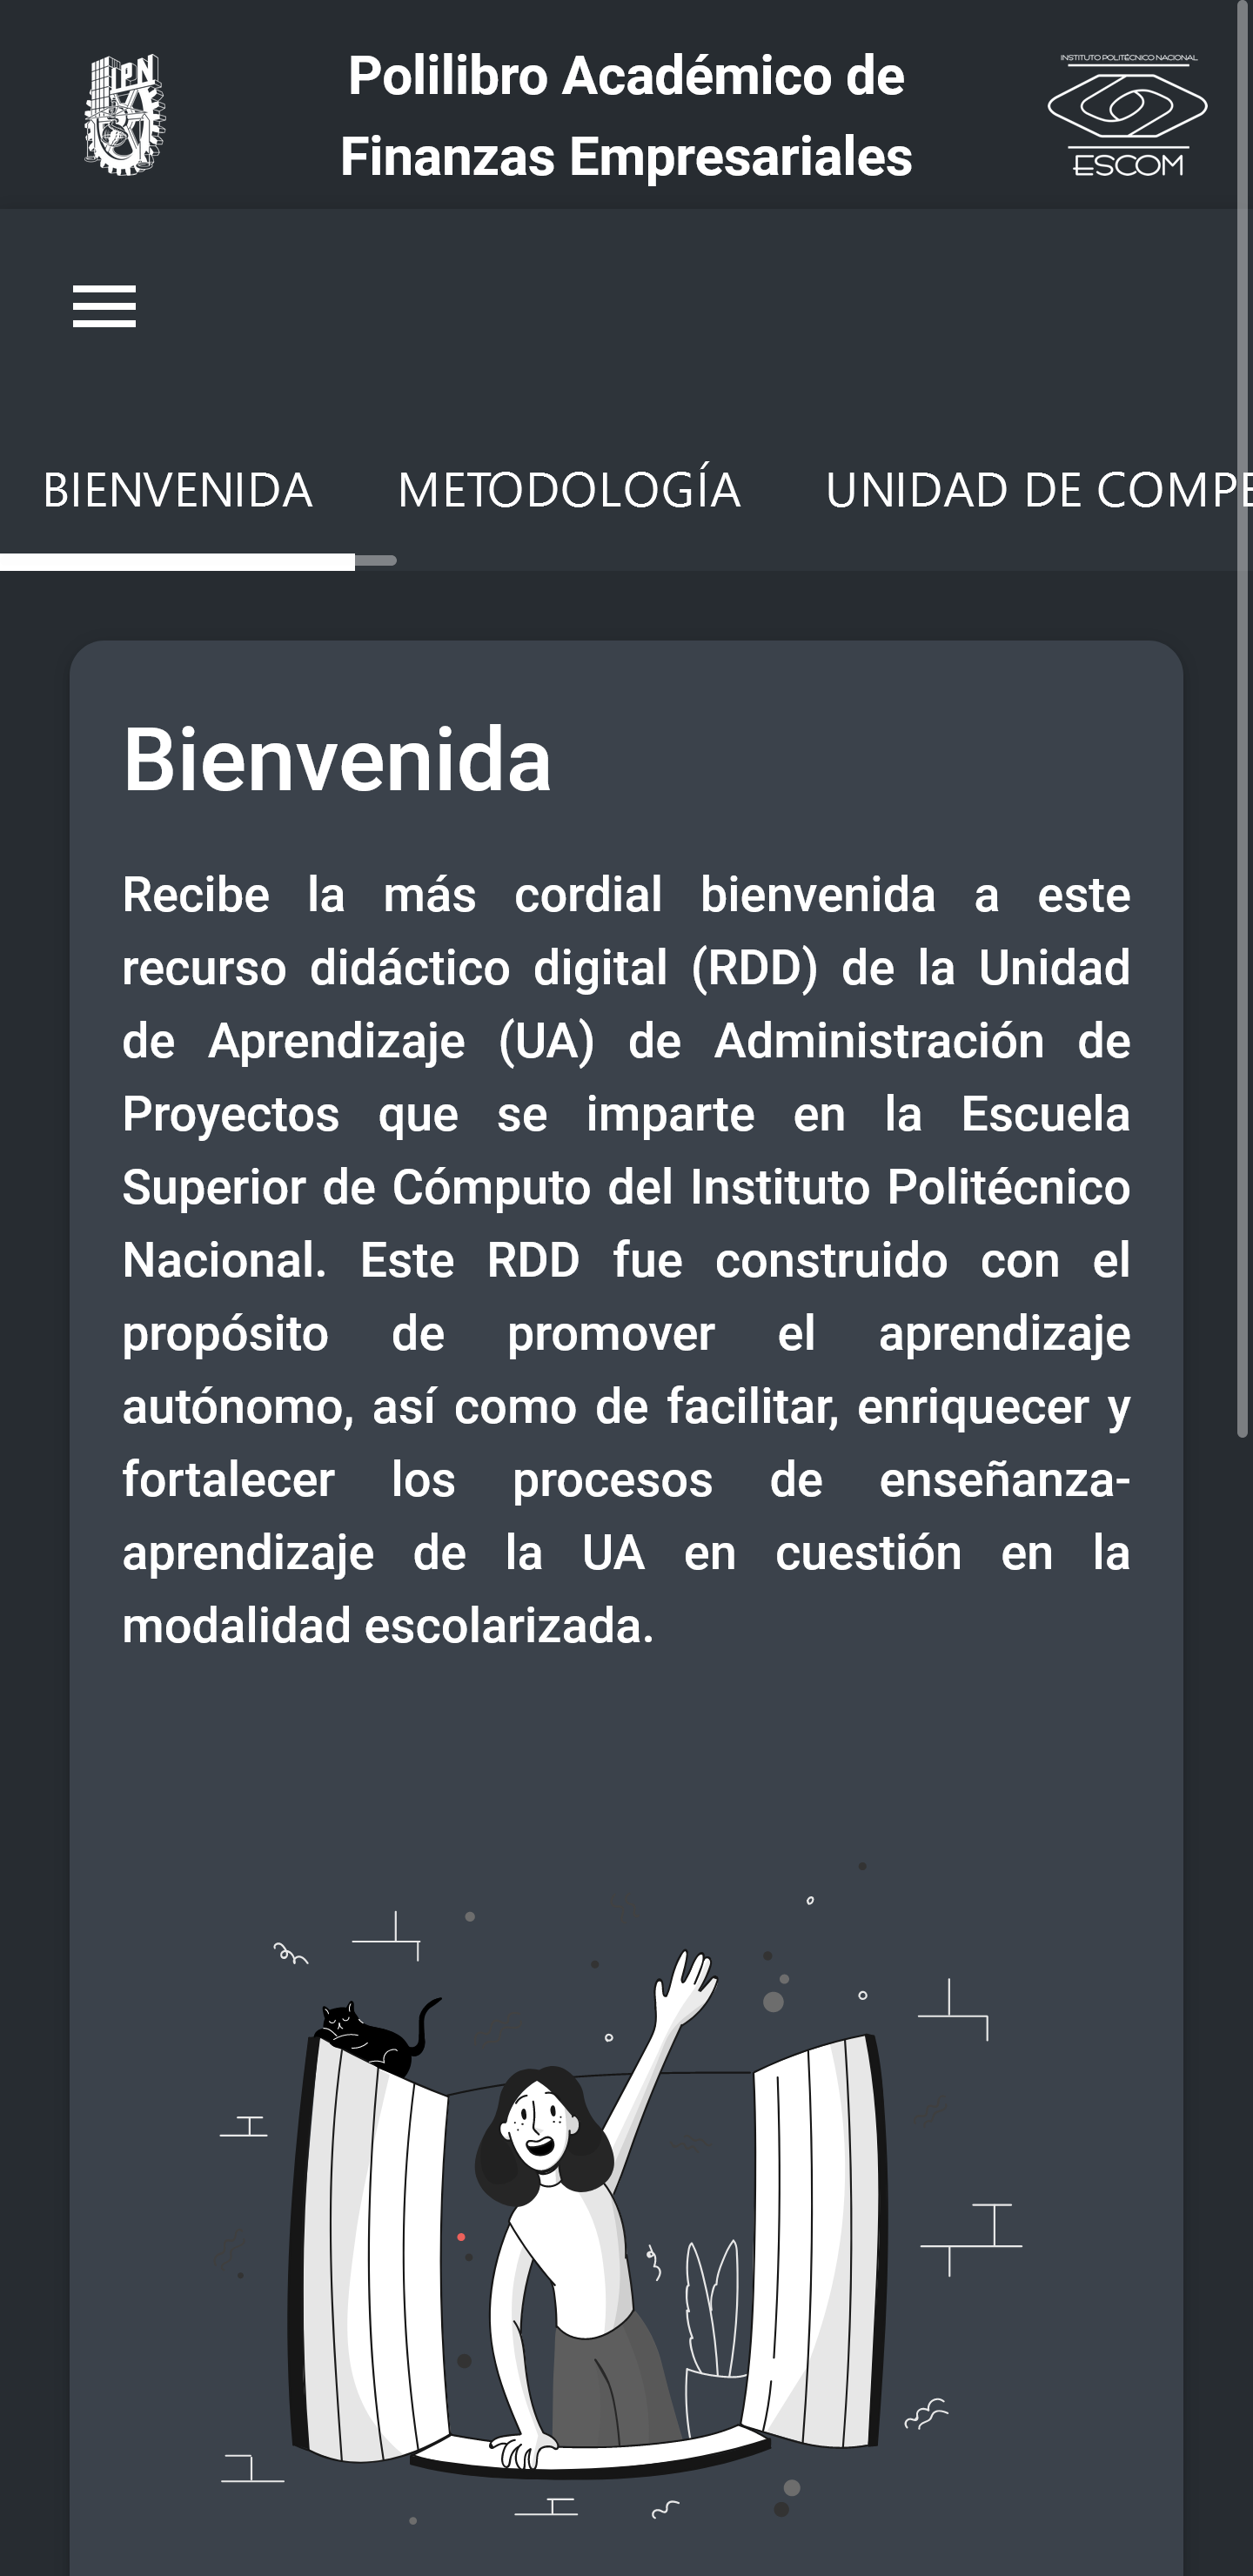 IPN
Polilibro Académico de
Finanzas Empresariales
INSTITUTO POLITÉCNICO NACIONAL
ESCOM
BIENVENIDA METODOLOGÍA UNIDAD DE COMPE
Bienvenida
Recibe la más cordial bienvenida a este
recurso didáctico digital (RDD) de la Unidad
de Aprendizaje (UA) de Administración de
Proyectos que se imparte en la Escuela
Superior de Cómputo del Instituto Politécnico
Nacional. Este RDD fue construido con el
propósito de promover el aprendizaje
autónomo, así como de facilitar, enriquecer y
fortalecer los procesos de enseñanza-
aprendizaje de la UA en cuestión en la
modalidad escolarizada.